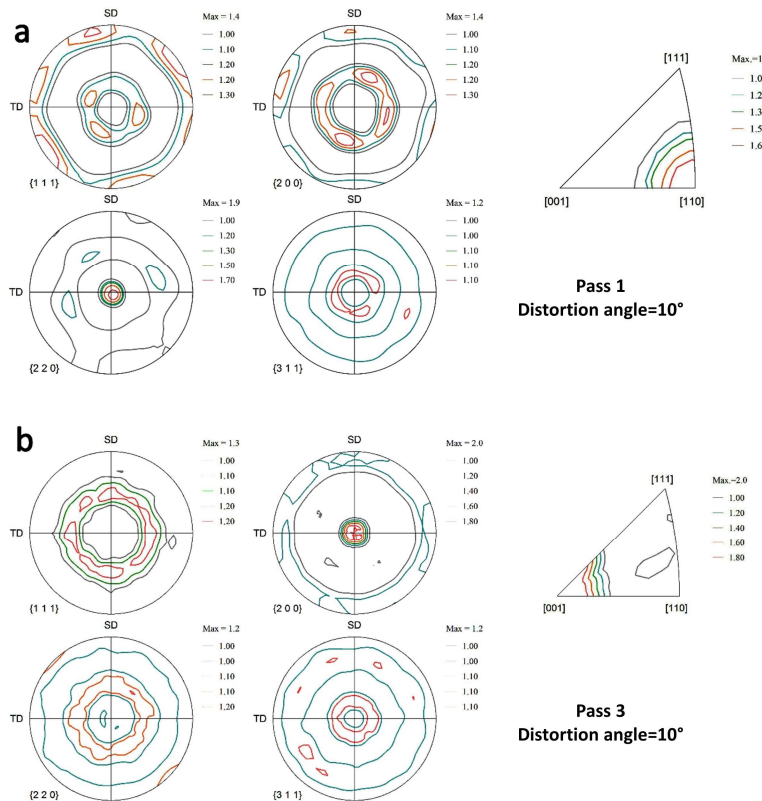 a
SD
TD
{1 1 1}
Max = 1.4
1.00
1.10
1.20
1.20
1.30
SD
TD
{2 0 0}
Max = 1.4
1.00
1.10
1.20
1.20
1.30
[111]
[001]
[110]
Max.=1
1.0
1.2
1.3
1.5
1.6
SD
TD
{2 2 0}
Max = 1.9
1.00
1.20
1.30
1.50
1.70
SD
TD
{3 1 1}
Max = 1.2
1.00
1.00
1.10
1.10
1.10
Pass 1
Distortion angle=10°
b
SD
TD
{1 1 1}
Max = 1.3
1.00
1.10
1.10
1.20
1.20
SD
TD
{2 0 0}
Max = 2.0
1.00
1.20
1.40
1.60
1.80
[111]
[001]
[110]
Max.=2.0
1.00
1.20
1.40
1.60
1.80
SD
TD
{2 2 0}
Max = 1.2
1.00
1.00
1.10
1.10
1.20
SD
TD
{3 1 1}
Max = 1.2
1.00
1.00
1.10
1.10
1.10
Pass 3
Distortion angle=10°